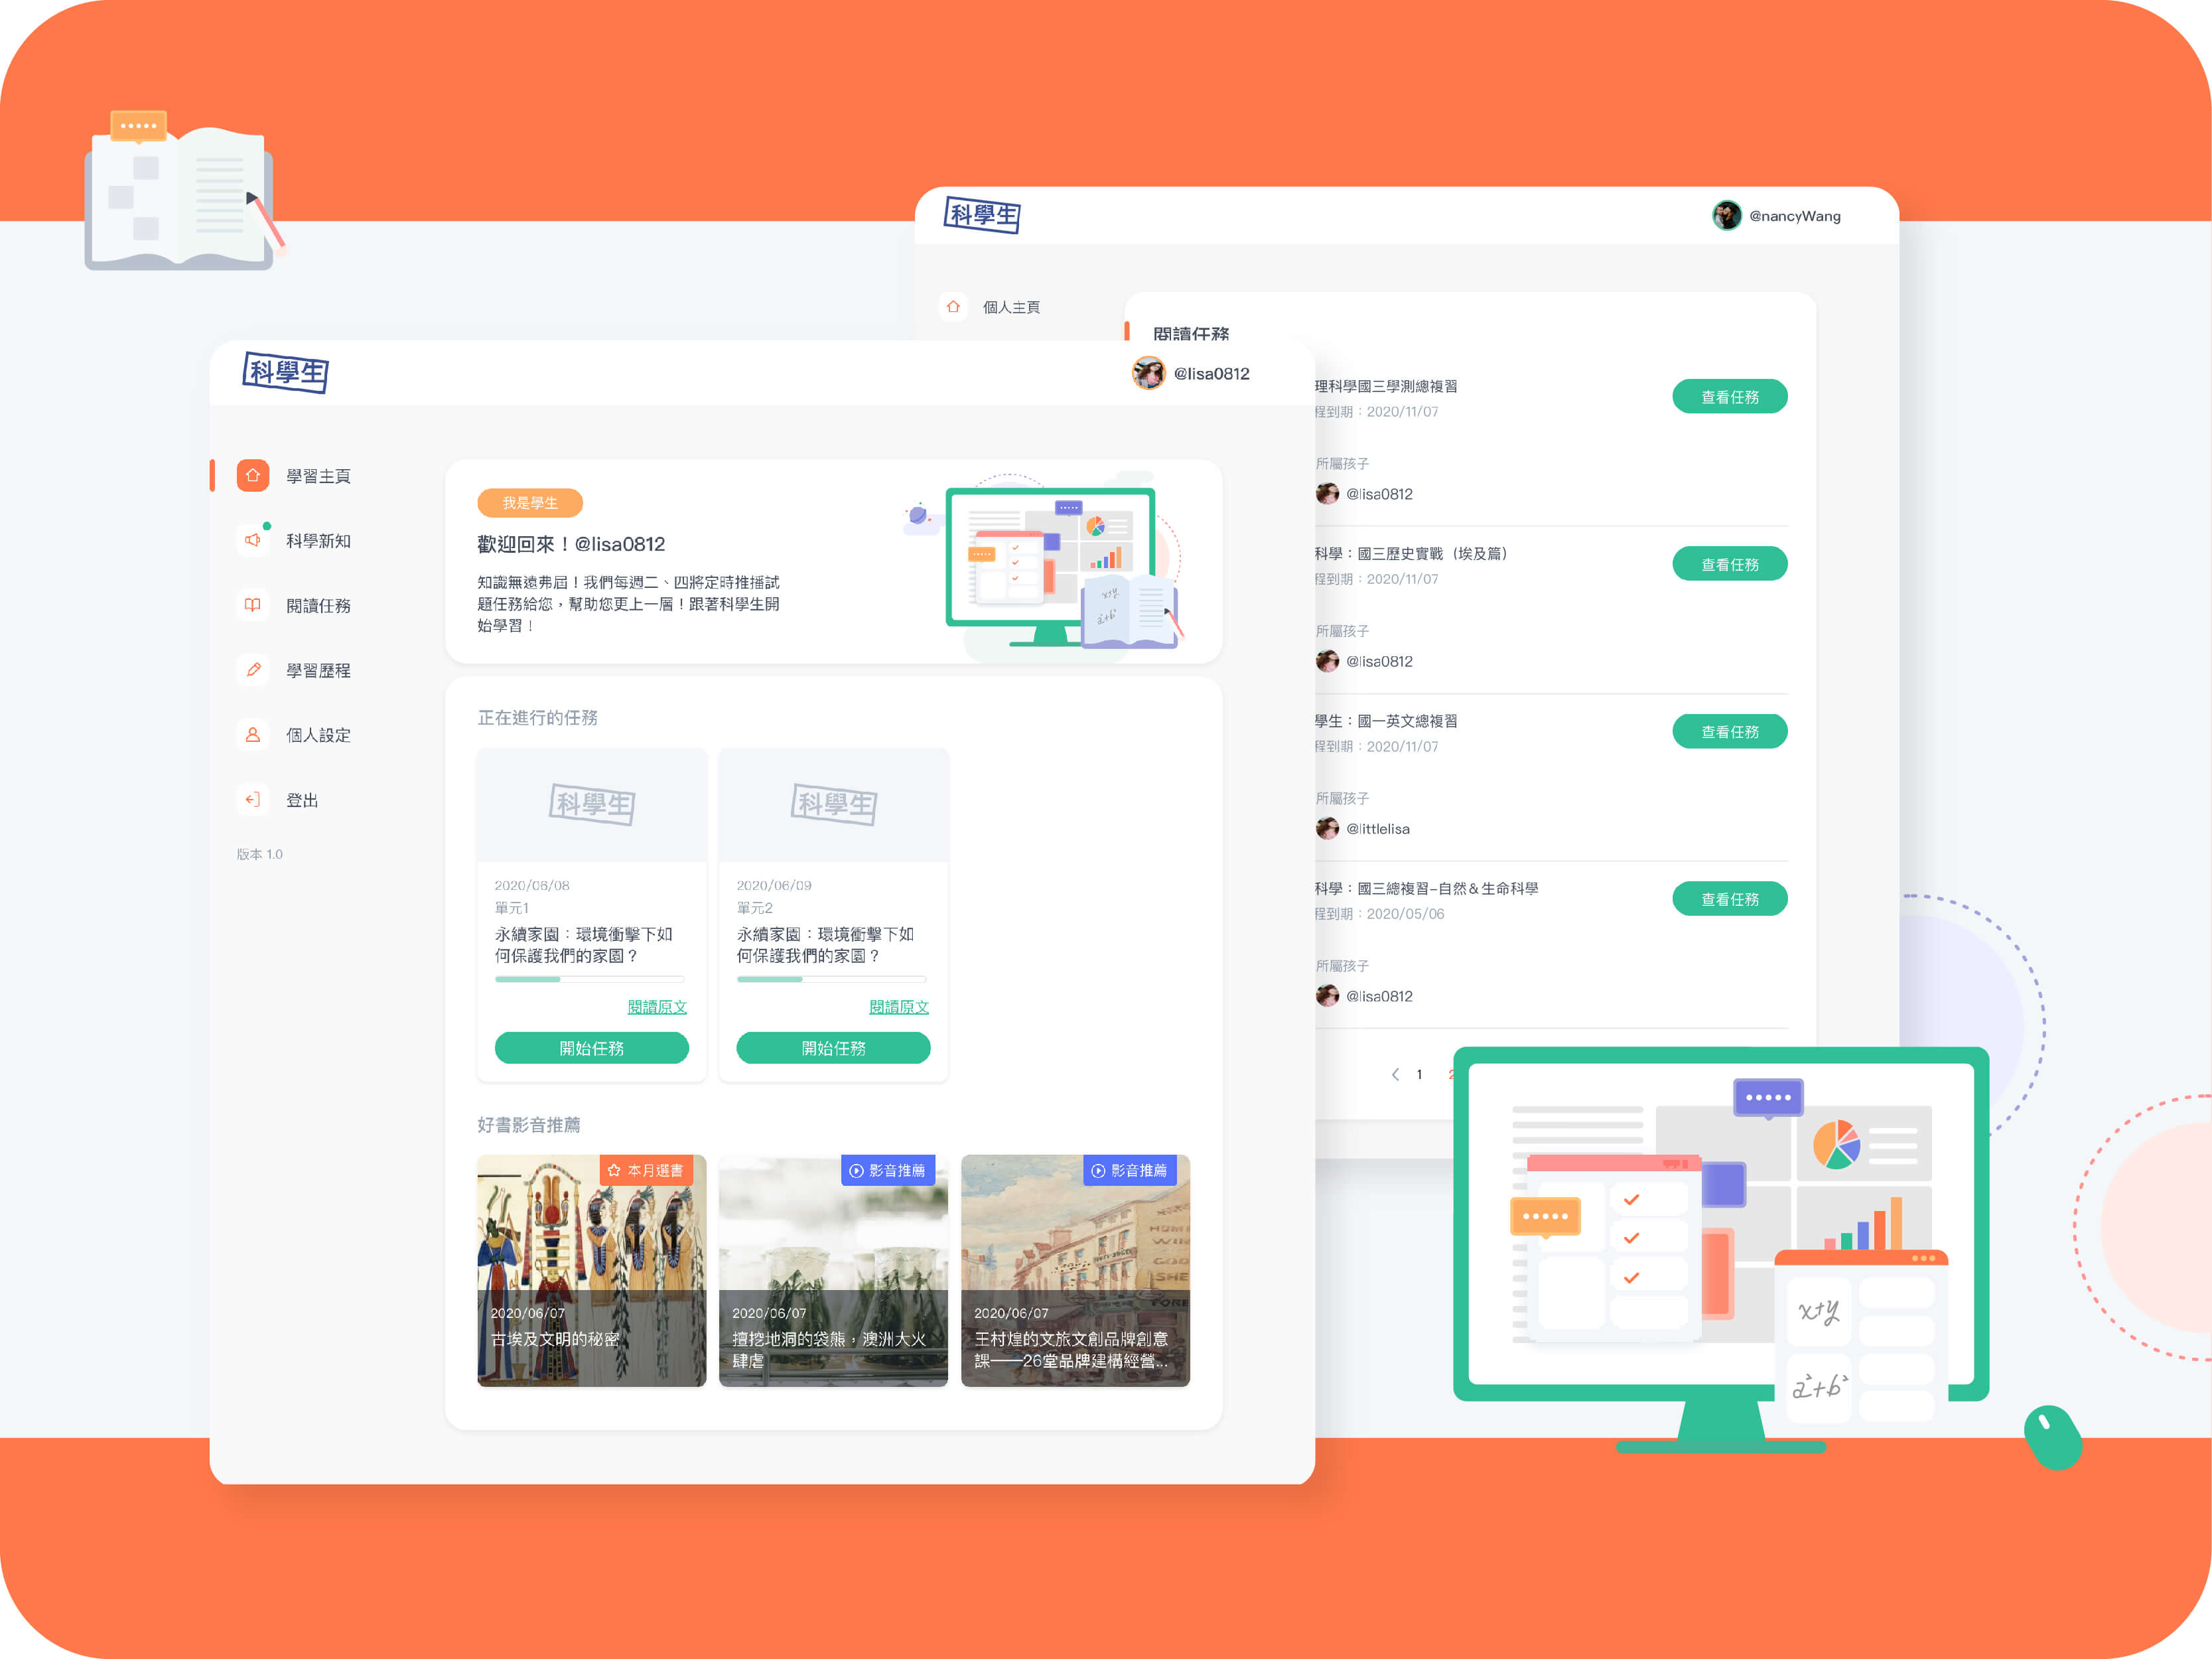 科學生
@nancyWang
個人主頁
閱讀任務
理科學國三學測總複習
程到期：2020/11/07
查看任務
所屬孩子
@lisa0812
科學：國三歷史實戰（埃及篇）
程到期：2020/11/07
查看任務
所屬孩子
@lisa0812
學生：國一英文總複習
程到期：2020/11/07
查看任務
所屬孩子
@littlelisa
科學：國三總複習–自然＆生命科學
程到期：2020/05/06
查看任務
所屬孩子
@lisa0812
1
2
科學生
@lisa0812
學習主頁
科學新知
閱讀任務
學習歷程
個人設定
登出
版本 1.0
我是學生
歡迎回來！@lisa0812
知識無遠弗屆！我們每週二、四將定時推播試
題任務給您，幫助您更上一層！跟著科學生開
始學習！
x+y
a²+b²
正在進行的任務
科學生
2020/06/08
單元1
永續家園：環境衝擊下如
何保護我們的家園？
閱讀原文
開始任務
科學生
2020/06/09
單元2
永續家園：環境衝擊下如
何保護我們的家園？
閱讀原文
開始任務
好書影音推薦
本月選書
2020/06/07
古埃及文明的秘密
影音推薦
2020/06/07
擅挖地洞的袋熊，澳洲大火
肆虐
影音推薦
2020/06/07
王村煌的文旅文創品牌創意
課——26堂品牌建構經營...
x+y
a²+b²